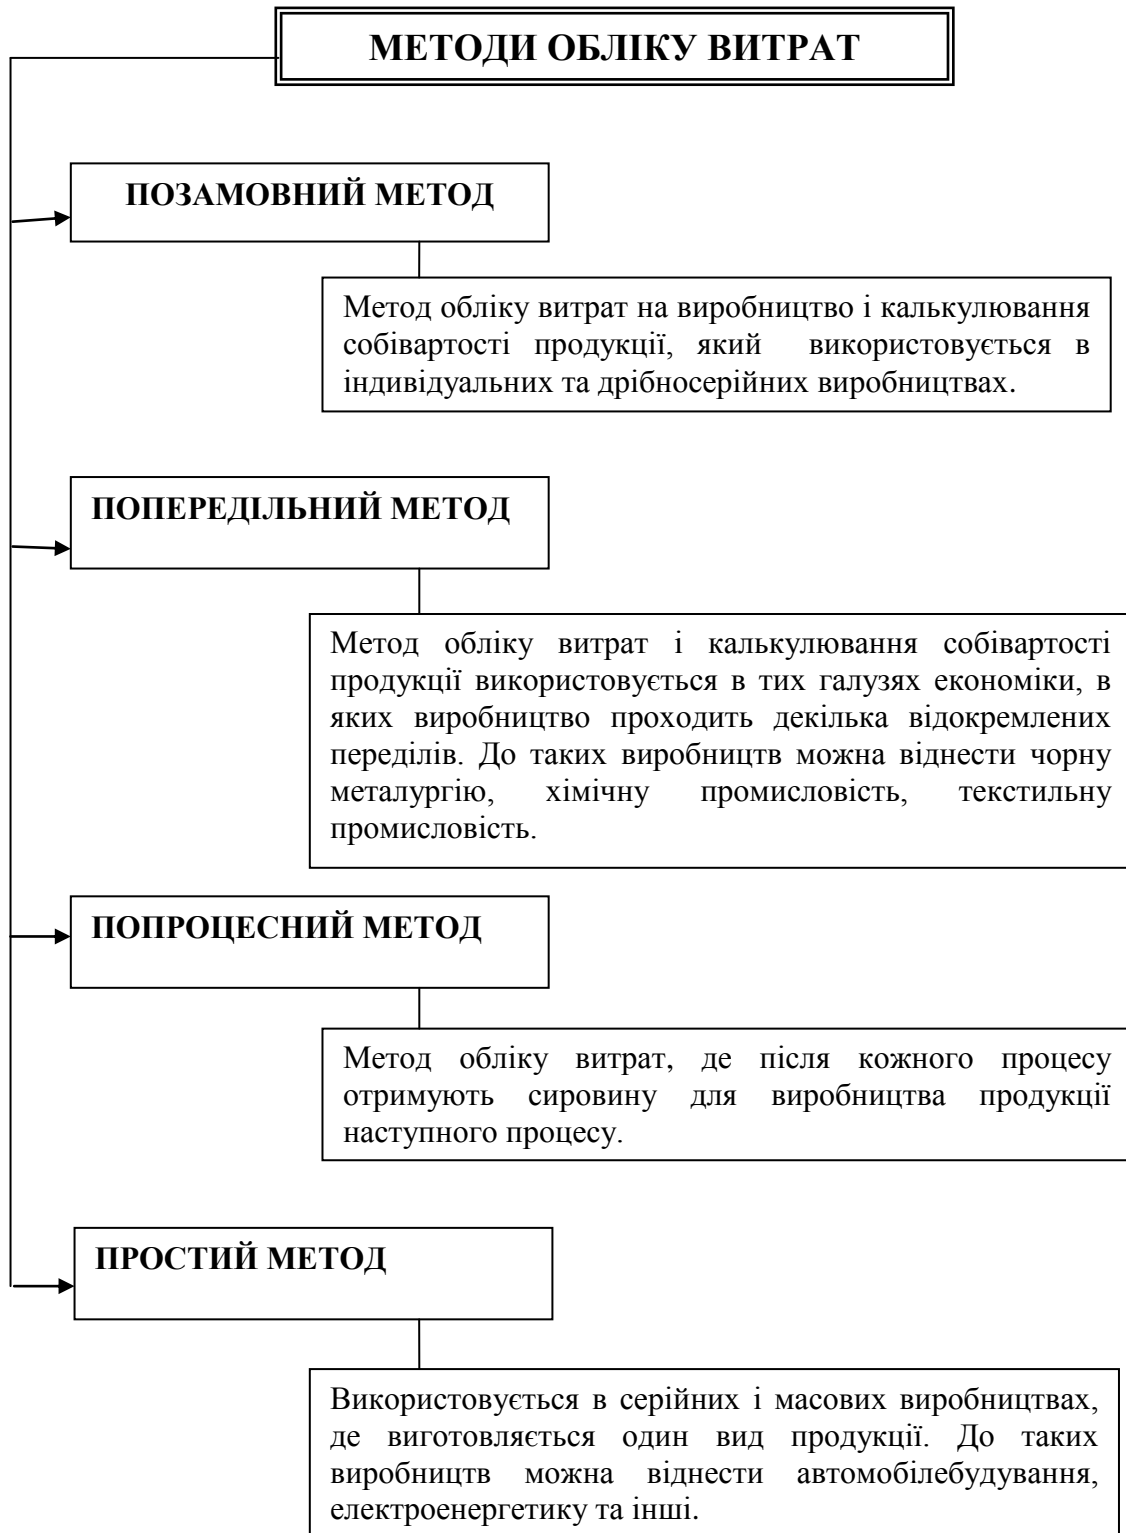 МЕТОДИ ОБЛІКУ ВИТРАТ
ПОЗАМОВНИЙ МЕТОД
Метод обліку витрат на виробництво і калькулювання
собівартості продукції, який використовується в
індивідуальних та дрібносерійних виробництвах.
ПОПЕРЕДІЛЬНИЙ МЕТОД
Метод обліку витрат і калькулювання собівартості
продукції використовується в тих галузях економіки, в
яких виробництво проходить декілька відокремлених
переділів. До таких виробництв можна віднести чорну
металургію, хімічну промисловість, текстильну
промисловість.
ПОПРОЦЕСНИЙ МЕТОД
Метод обліку витрат, де після кожного процесу
отримують сировину для виробництва продукції
наступного процесу.
ПРОСТИЙ МЕТОД
Використовується в серійних і масових виробництвах,
де виготовляється один вид продукції. До таких
виробництв можна віднести автомобілебудування,
електроенергетику та інші.